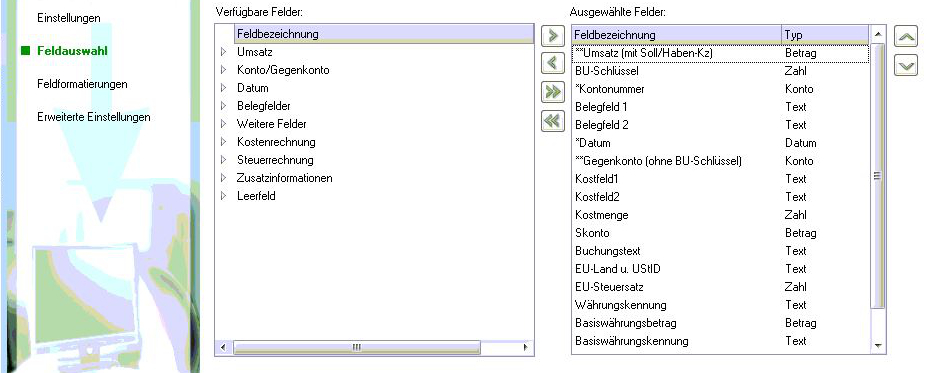 Einstellungen
Feldauswahl
Feldformatierungen
Erweiterte Einstellungen
Verfügbare Felder:
Feldbezeichnung
Umsatz
Konto/Gegenkonto
Datum
Belegfelder
Weitere Felder
Kostenrechnung
Steuerrechnung
Zusatzinformationen
Leerfeld
Ausgewählte Felder:
Feldbezeichnung Typ
**Umsatz (mit Soll/Haben-Kz) Betrag
BU-Schlüssel Zahl
*Kontonummer Konto
Belegfeld 1 Text
Belegfeld 2 Text
*Datum Datum
**Gegenkonto (ohne BU-Schlüssel) Konto
Kostfeld1 Text
Kostfeld2 Text
Kostmenge Zahl
Skonto Betrag
Buchungstext Text
EU-Land u. UStID Text
EU-Steuersatz Zahl
Währungskennung Text
Basiswährungsbetrag Betrag
Basiswährungskennung Text